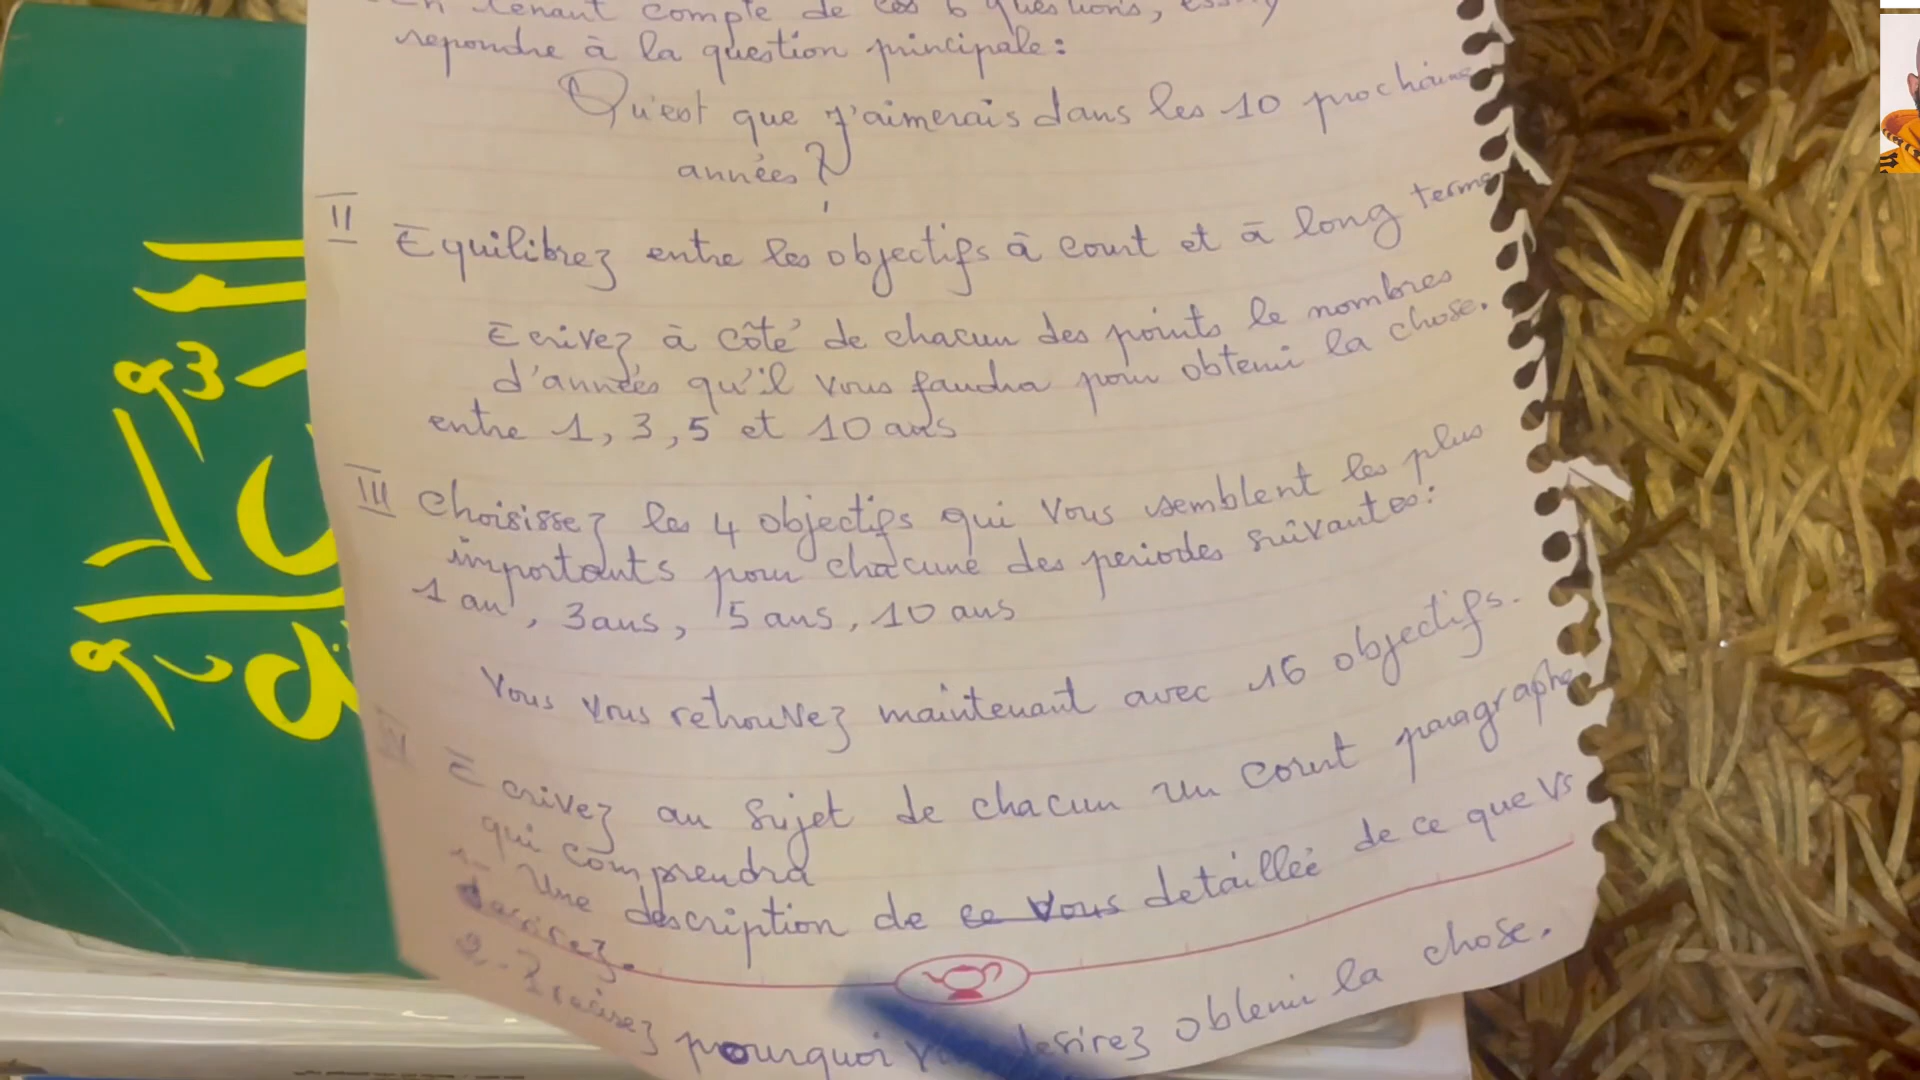 En tenant compte de ces 6 questions,
repondre à la question principale:
Qu'est que J'aimerais dans les 10 prochaines
années?
II Equilibrez entre les objectifs à court et à long terme
Ecrivez à côté de chacun des points le nombres
d'années qu'il vous faudra pour obtenir la chose.
entre 1, 3, 5 et 10 ans
III Choisissez les 4 objectifs qui vous semblent les plus
importants pour chacune des periodes suivantes:
1 an, 3 ans, 5 ans, 10 ans
Vous vous retrouvez maintenant avec 16 objectifs.
IV Ecrivez au sujet de chacun un court paragraphe
qui comprendra
1- Une description de ce vous detaillée de ce que vs
desirez.
2- Precisez pourquoi vous desirez obtenir la chose.